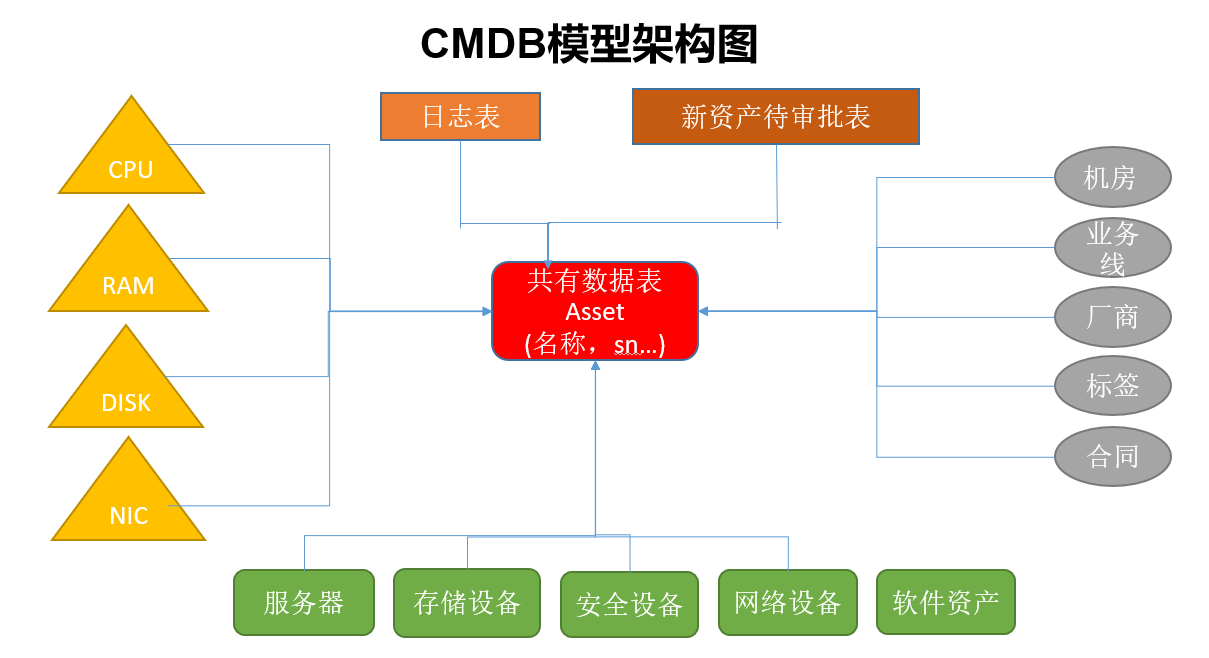 CMDB模型架构图
日志表
新资产待审批表
CPU
RAM
DISK
NIC
共有数据表
Asset
(名称，sn…)
机房
业务
线
厂商
标签
合同
服务器
存储设备
安全设备
网络设备
软件资产